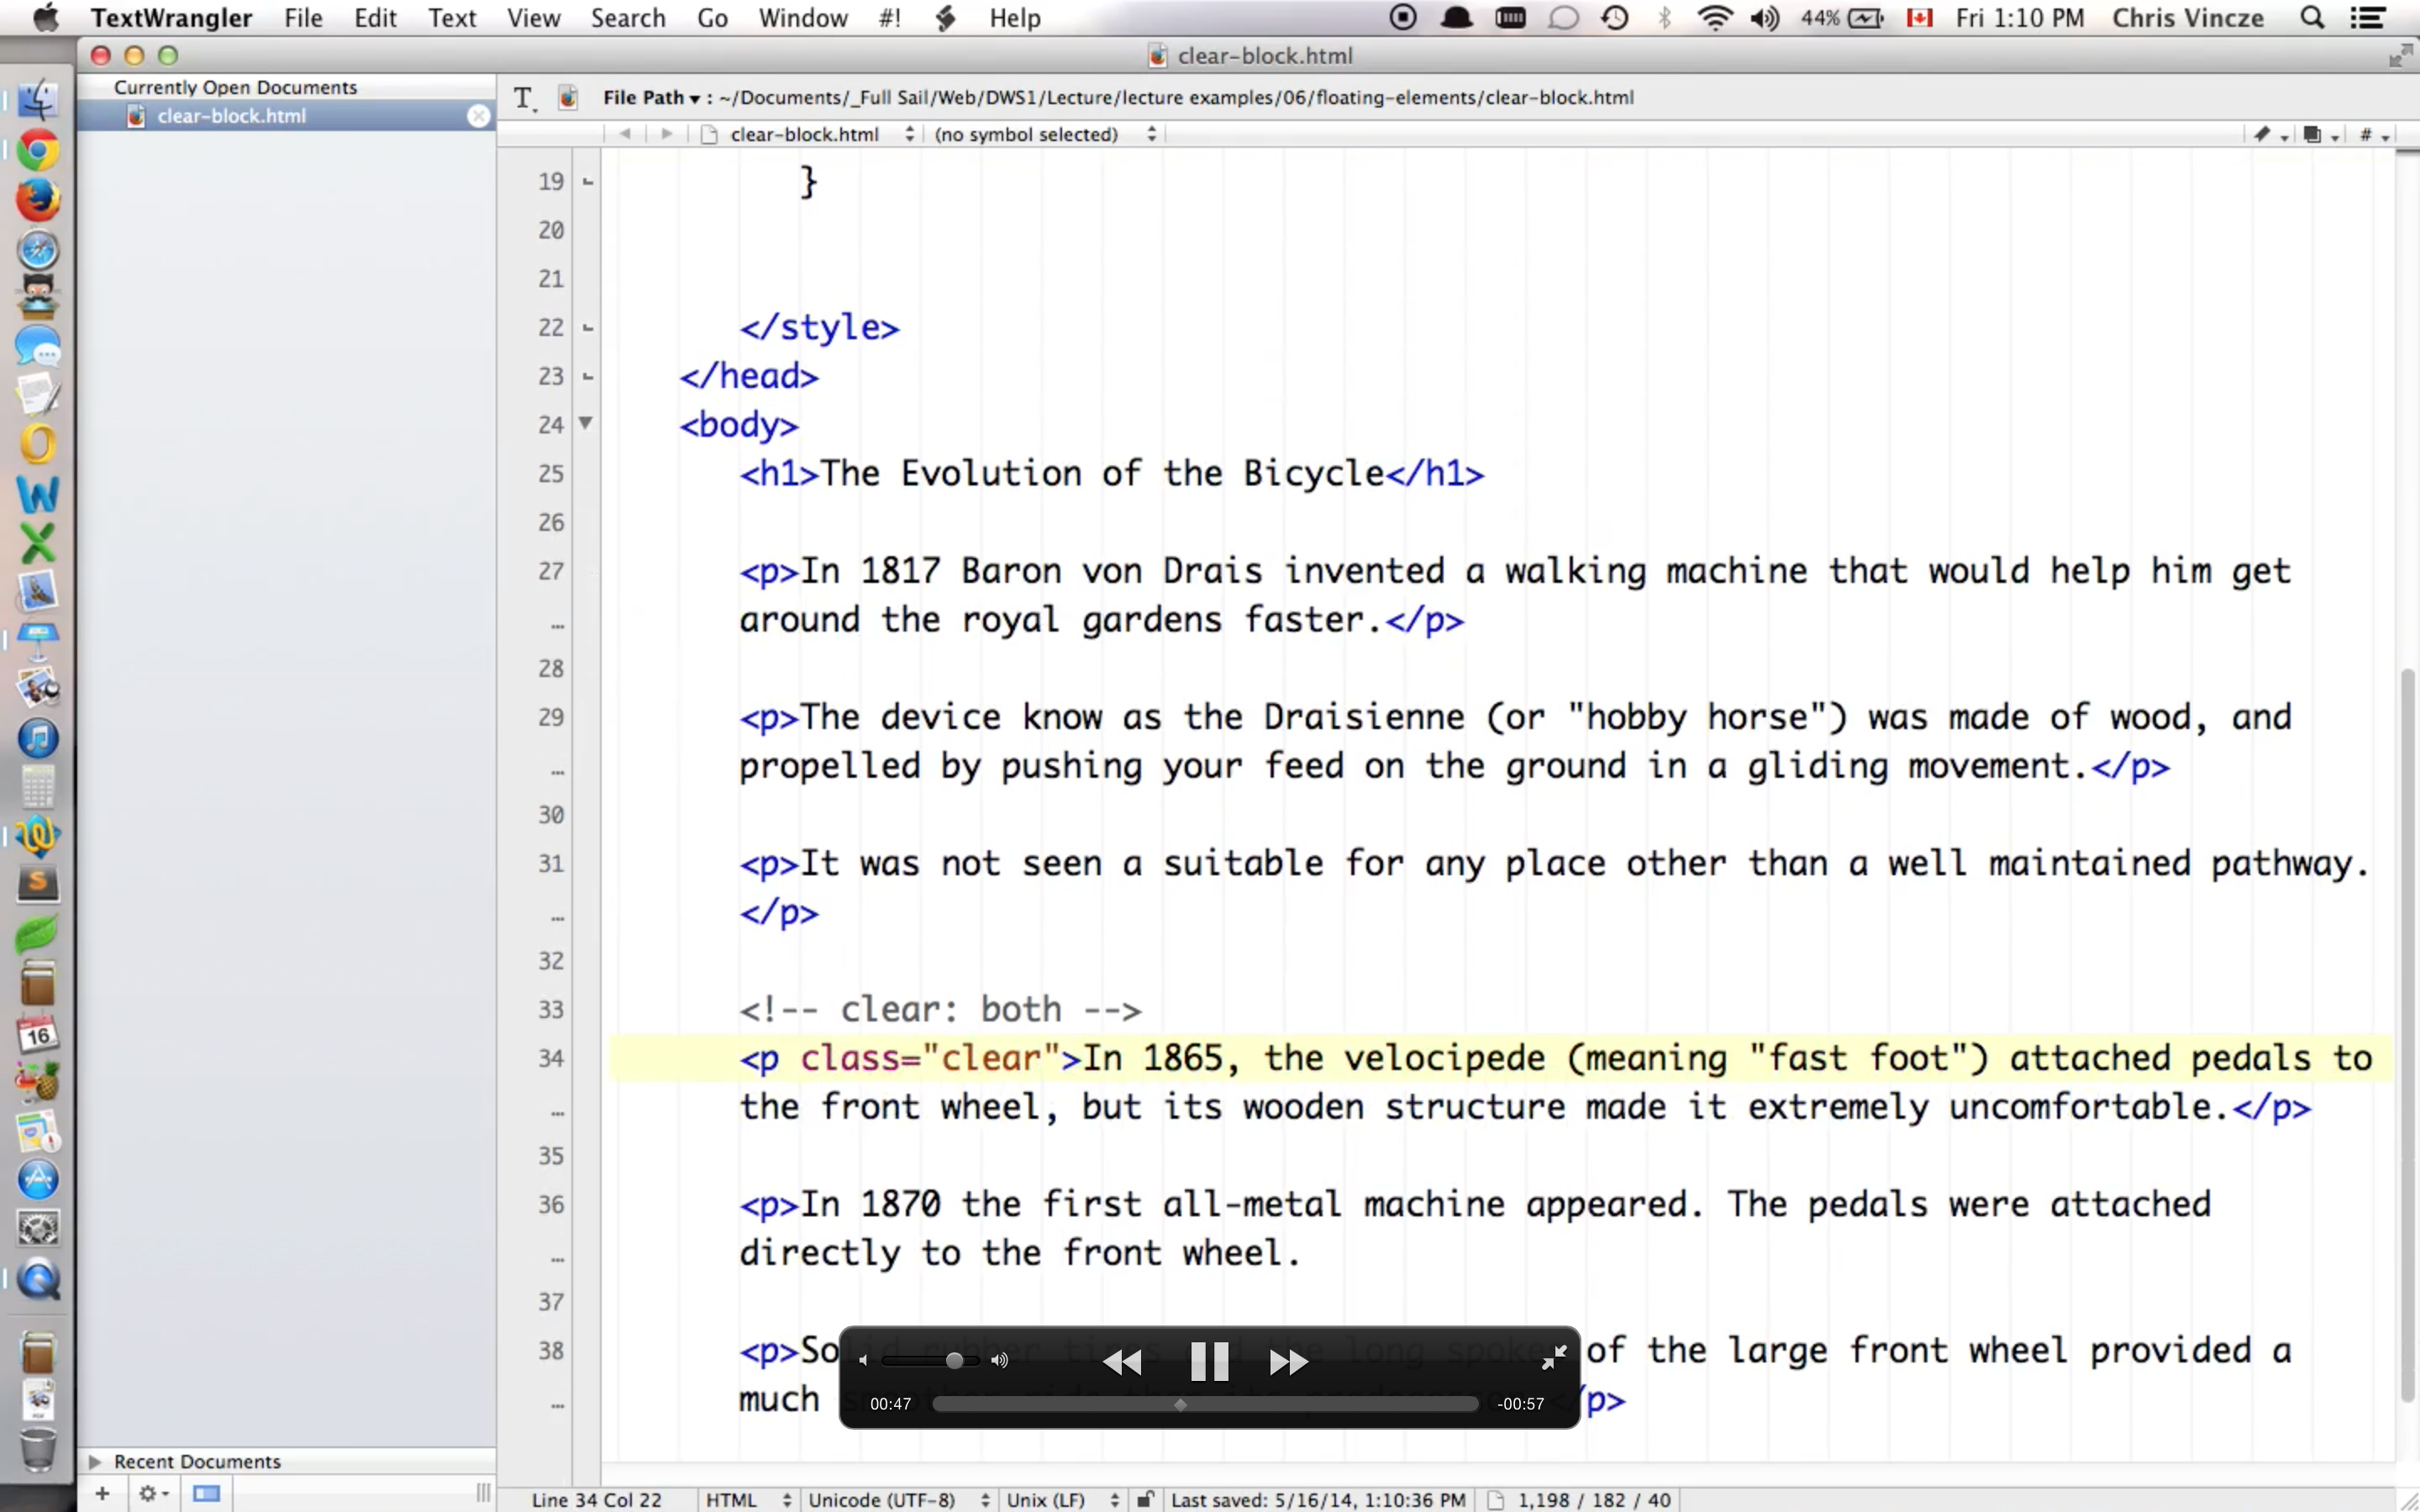 TextWrangler File Edit Text View Search Go Window #! Help 44% Fri 1:10 PM Chris Vincze
clear-block.html
Currently Open Documents
clear-block.html
File Path ▾ : ~/Documents/_Full Sail/Web/DWS1/Lecture/lecture examples/06/floating-elements/clear-block.html
clear-block.html (no symbol selected) #
19 }
20
21
22 </style>
23 </head>
24 <body>
25 <h1>The Evolution of the Bicycle</h1>
26
27 <p>In 1817 Baron von Drais invented a walking machine that would help him get
… around the royal gardens faster.</p>
28
29 <p>The device know as the Draisienne (or "hobby horse") was made of wood, and
… propelled by pushing your feed on the ground in a gliding movement.</p>
30
31 <p>It was not seen a suitable for any place other than a well maintained pathway.
… </p>
32
33 <!-- clear: both -->
34 <p class="clear">In 1865, the velocipede (meaning "fast foot") attached pedals to
… the front wheel, but its wooden structure made it extremely uncomfortable.</p>
35
36 <p>In 1870 the first all-metal machine appeared. The pedals were attached
… directly to the front wheel.
37
38 <p>Solid rubber tires and the long spokes of the large front wheel provided a
… much /p>
00:47 -00:57
Recent Documents
Line 34 Col 22 HTML Unicode (UTF-8) Unix (LF) Last saved: 5/16/14, 1:10:36 PM 1,198 / 182 / 40
16